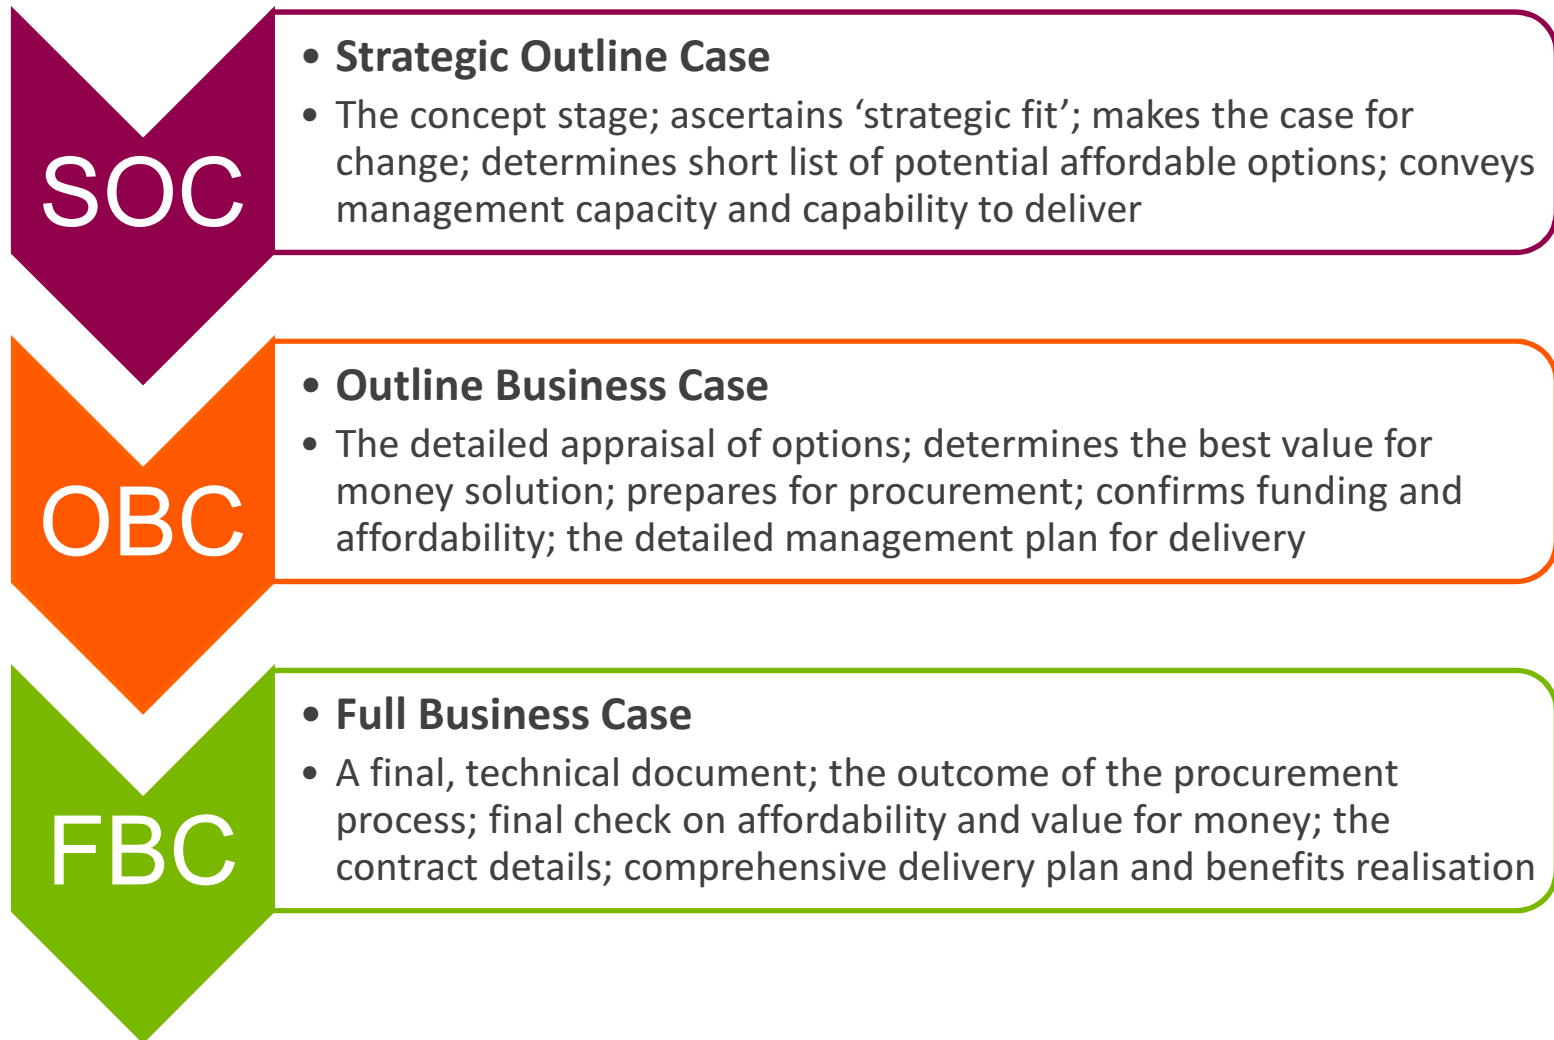 SOC
• Strategic Outline Case
• The concept stage; ascertains ‘strategic fit’; makes the case for
change; determines short list of potential affordable options; conveys
management capacity and capability to deliver
OBC
• Outline Business Case
• The detailed appraisal of options; determines the best value for
money solution; prepares for procurement; confirms funding and
affordability; the detailed management plan for delivery
FBC
• Full Business Case
• A final, technical document; the outcome of the procurement
process; final check on affordability and value for money; the
contract details; comprehensive delivery plan and benefits realisation